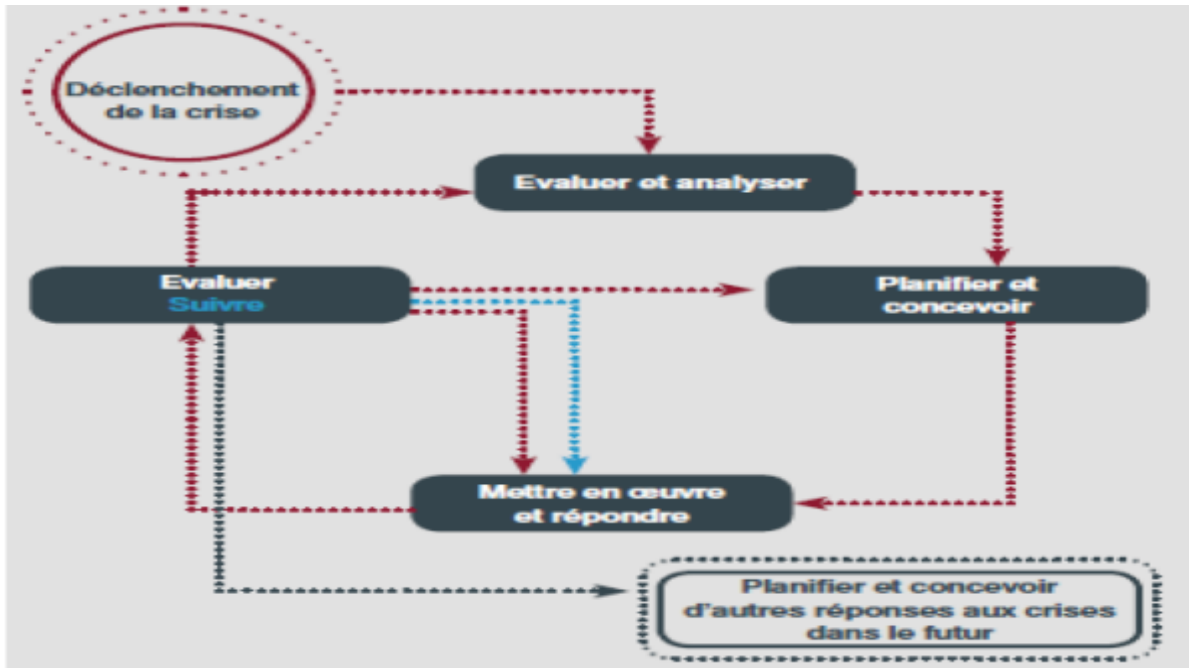 Déclenchement
de la crise
Evaluer et analyser
Evaluer
Suivre
Planifier et
concevoir
Mettre en œuvre
et répondre
Planifier et concevoir
d'autres réponses aux crises
dans le futur